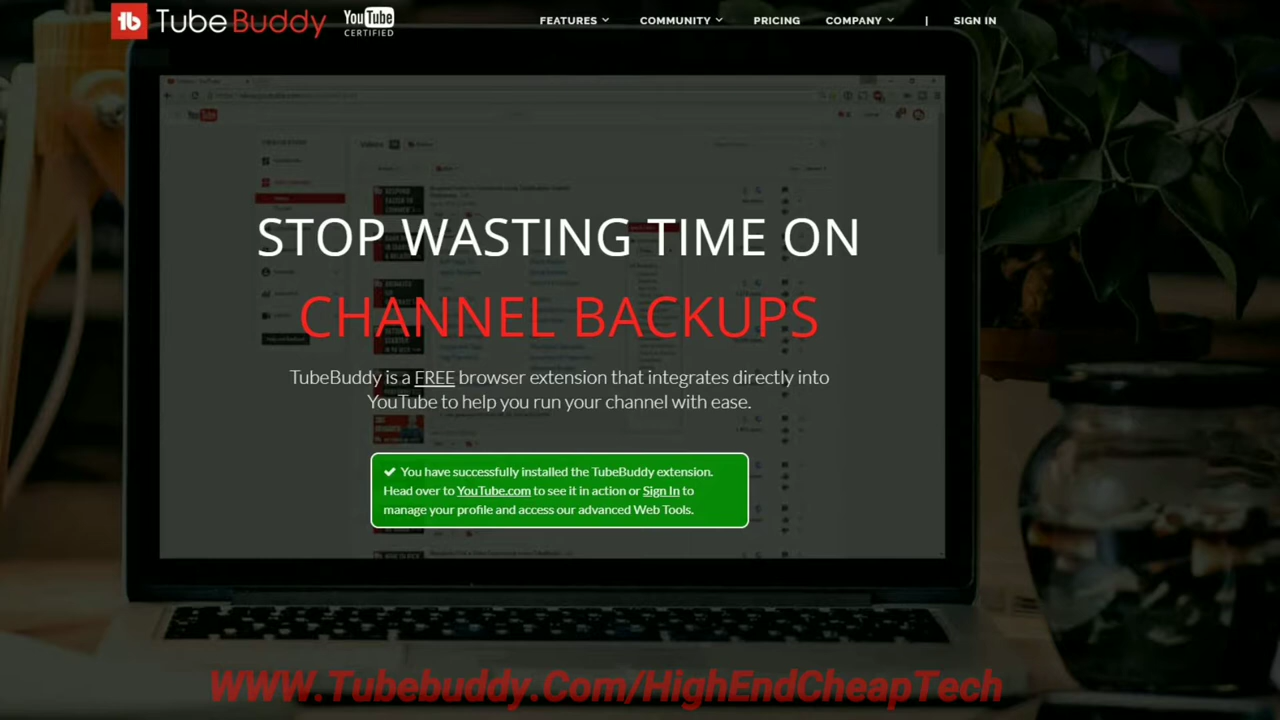 TubeBuddy
YouTube
CERTIFIED
FEATURES
COMMUNITY
PRICING
COMPANY
|
SIGN IN
STOP WASTING TIME ON
CHANNEL BACKUPS
TubeBuddy is a FREE browser extension that integrates directly into
YouTube to help you run your channel with ease.
You have successfully installed the TubeBuddy extension.
Head over to YouTube.com to see it in action or Sign In to
manage your profile and access our advanced Web Tools.
WWW.Tubebuddy.Com/HighEndCheapTech